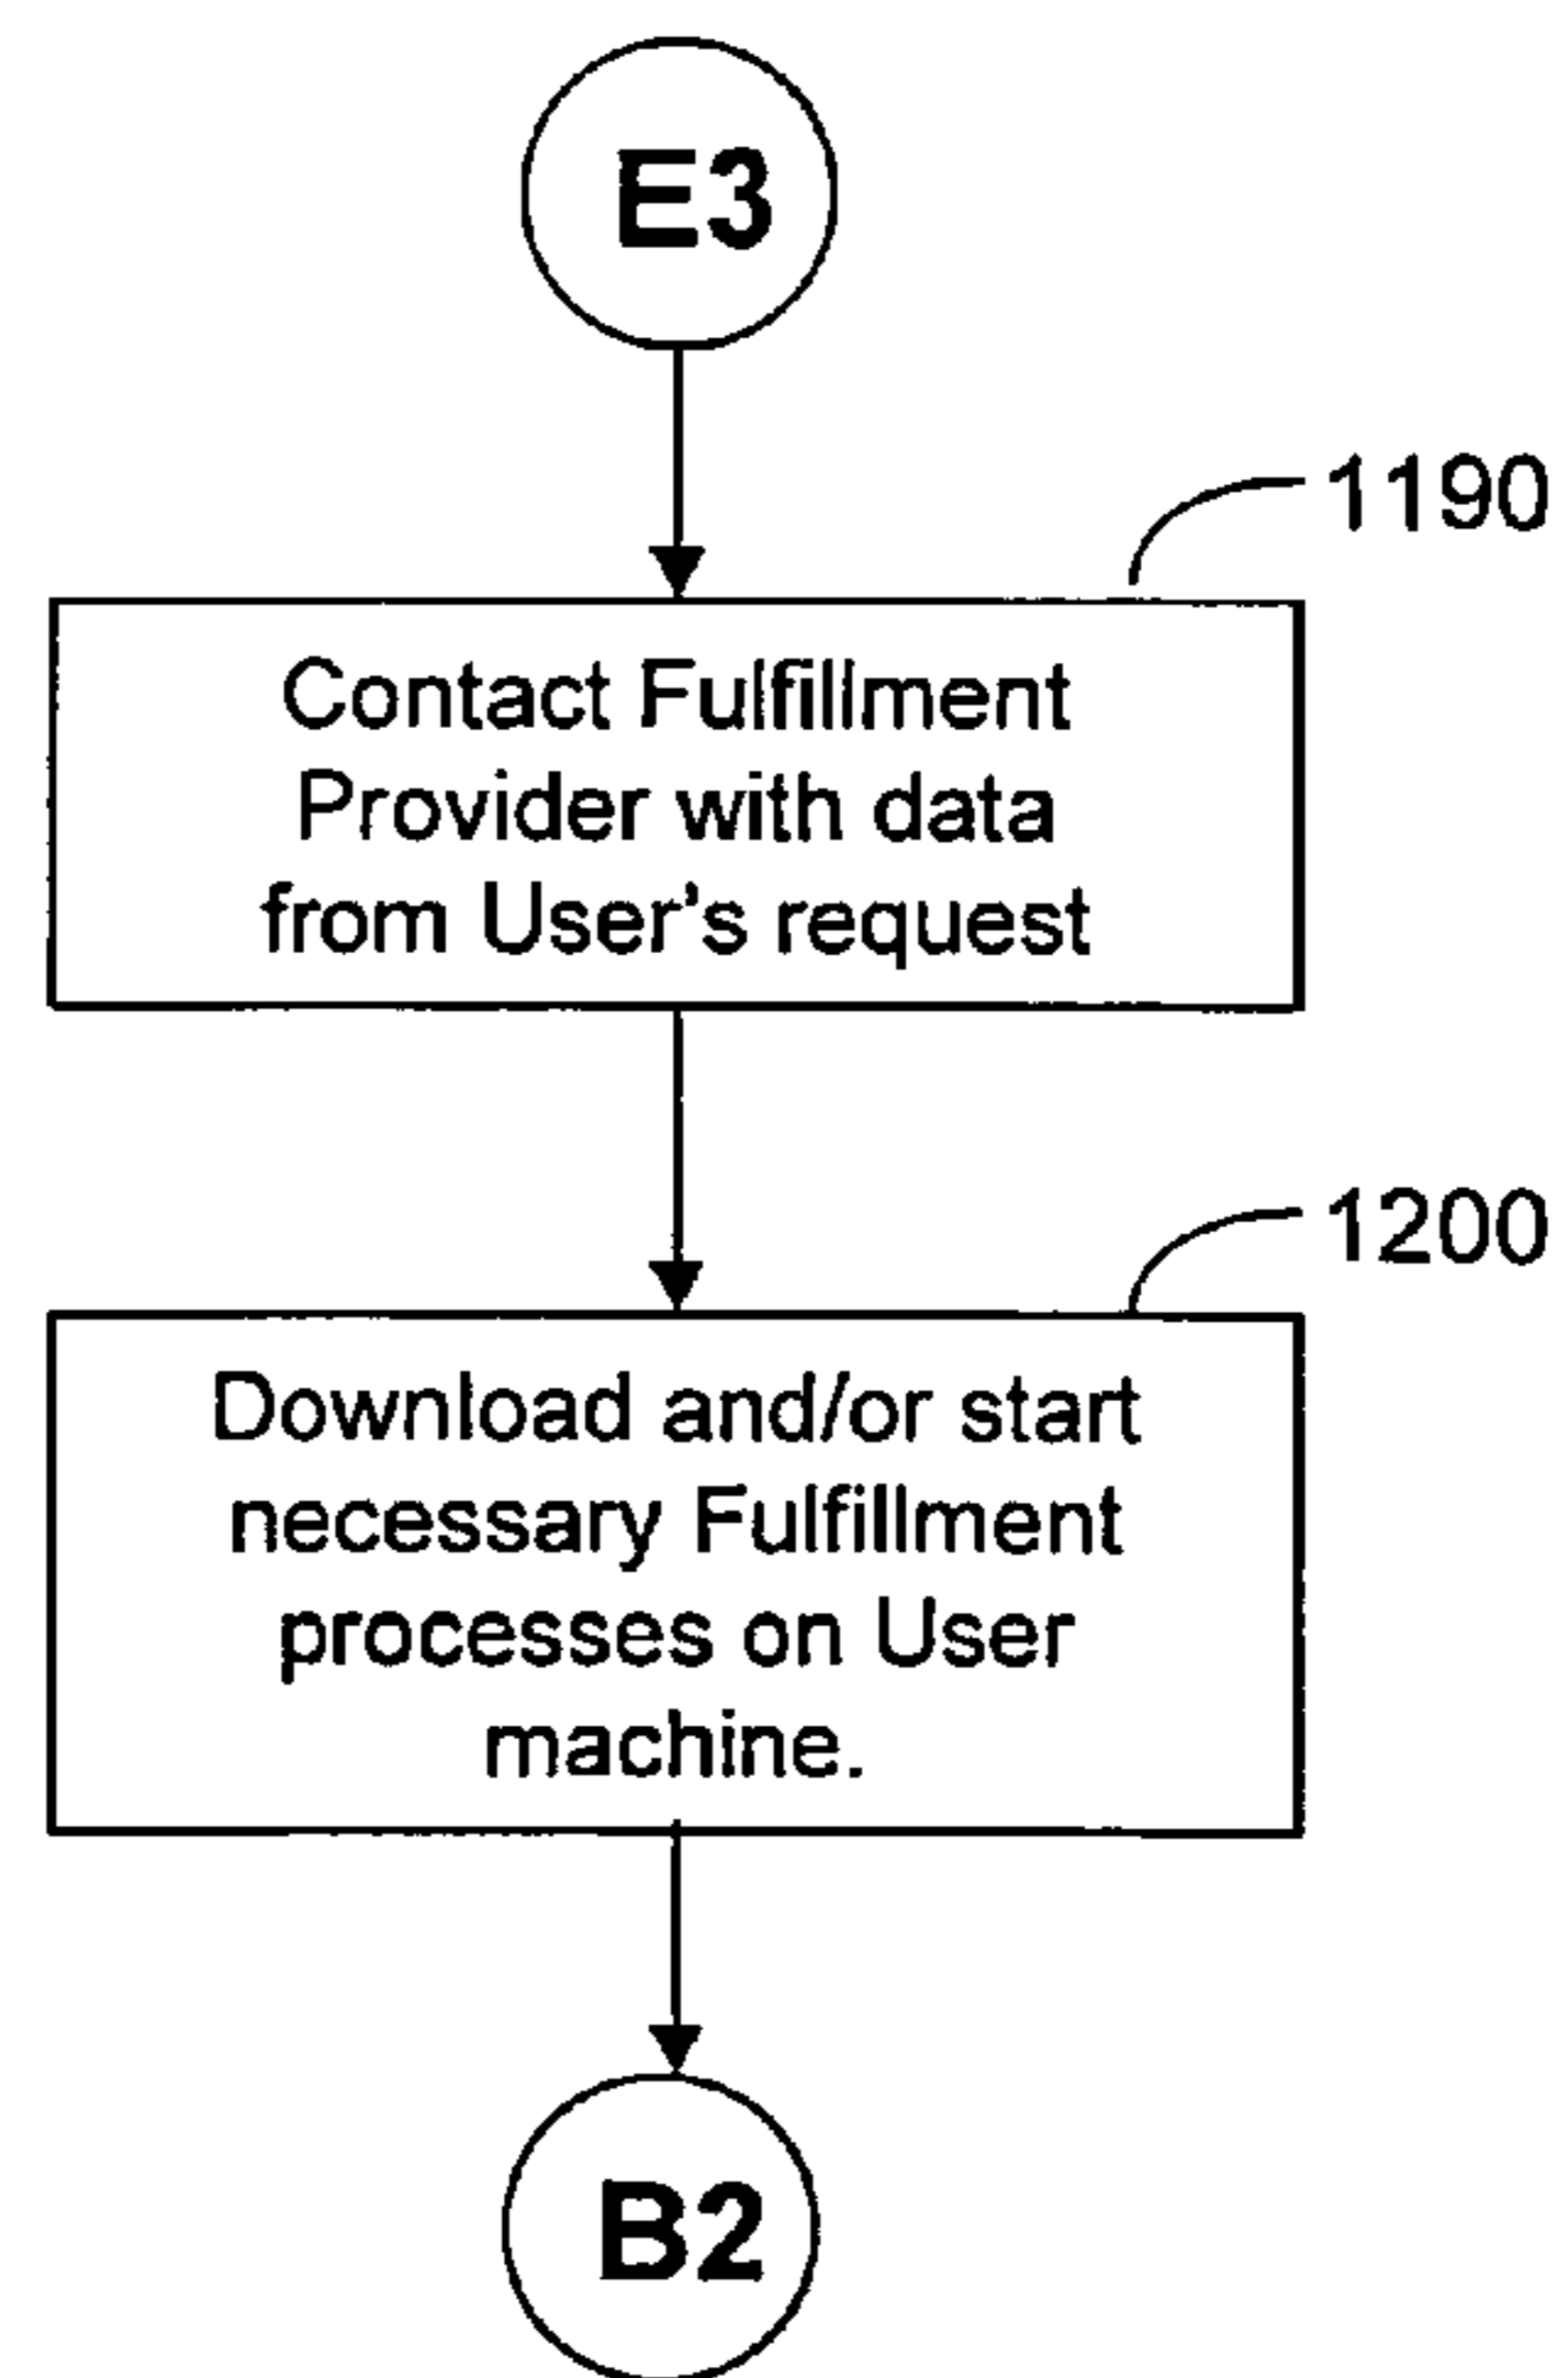 E3
1190
Contact Fulfillment
Provider with data
from User's request
1200
Download and/or start
necessary Fulfillment
processes on User
machine.
B2